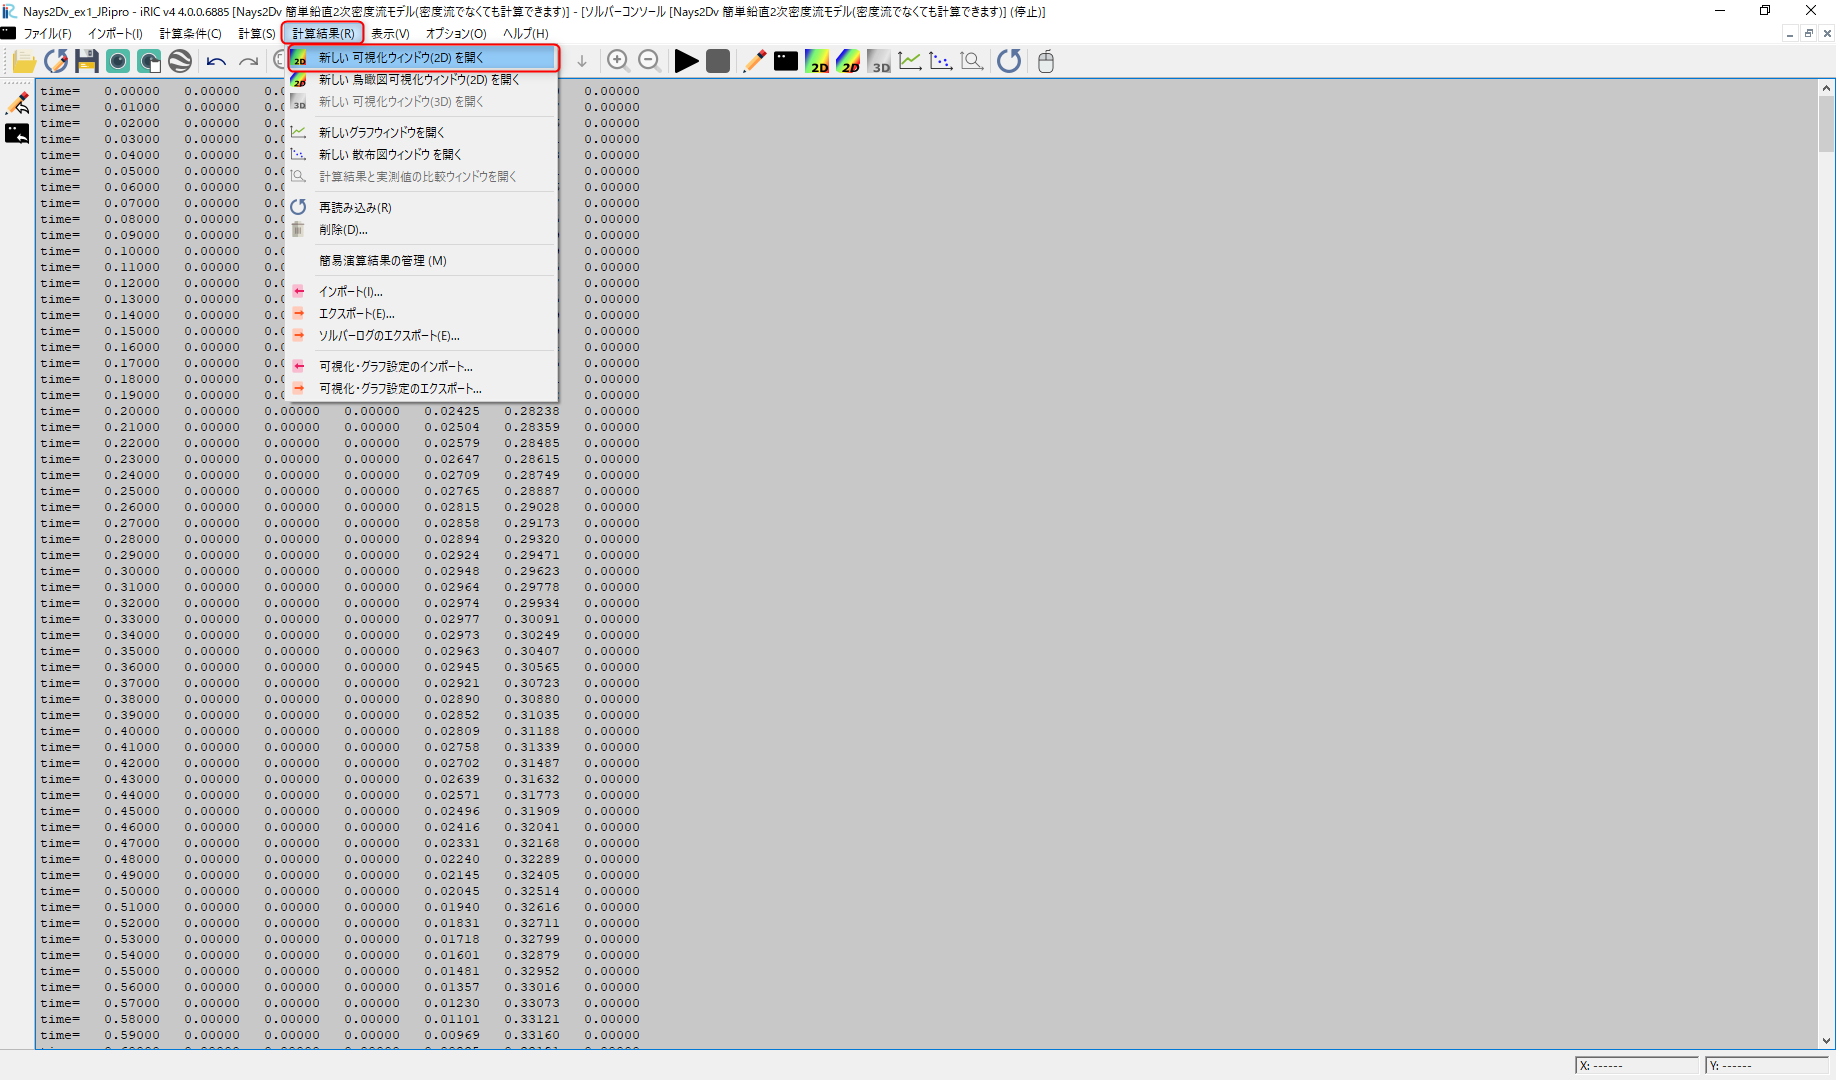 Nays2Dv_ex1_JRipro - iRIC v4 4.0.0.6885 [Nays2Dv 簡単鉛直2次密度流モデル(密度流でなくても計算できます)] - [ソルバーコンソール [Nays2Dv 簡単鉛直2次密度流モデル(密度流でなくても計算できます)] (停止)]
ファイル(F) インポート(I) 計算条件(C) 計算(S) 計算結果(R) 表示(V) オプション(O) ヘルプ(H)
2D 2D 3D
2D 新しい 可視化ウィンドウ(2D) を開く
2D 新しい 鳥瞰図可視化ウィンドウ(2D) を開く
3D 新しい 可視化ウィンドウ(3D) を開く
新しいグラフウィンドウを開く
新しい 散布図ウィンドウ を開く
計算結果と実測値の比較ウィンドウを開く
再読み込み(R)
削除(D)...
簡易演算結果の管理 (M)
インポート(I)...
エクスポート(E)...
ソルバーログのエクスポート(E)...
可視化・グラフ設定のインポート...
可視化・グラフ設定のエクスポート...
time= 0.00000 0.00000 0.00000
time= 0.01000 0.00000 0.00000
time= 0.02000 0.00000 0.00000
time= 0.03000 0.00000 0.00000
time= 0.04000 0.00000 0.00000
time= 0.05000 0.00000 0.00000
time= 0.06000 0.00000 0.00000
time= 0.07000 0.00000 0.00000
time= 0.08000 0.00000 0.00000
time= 0.09000 0.00000 0.00000
time= 0.10000 0.00000 0.00000
time= 0.11000 0.00000 0.00000
time= 0.12000 0.00000 0.00000
time= 0.13000 0.00000 0.00000
time= 0.14000 0.00000 0.00000
time= 0.15000 0.00000 0.00000
time= 0.16000 0.00000 0.00000
time= 0.17000 0.00000 0.00000
time= 0.18000 0.00000 0.00000
time= 0.19000 0.00000 0.00000
time= 0.20000 0.00000 0.00000 0.00000 0.02425 0.28238 0.00000
time= 0.21000 0.00000 0.00000 0.00000 0.02504 0.28359 0.00000
time= 0.22000 0.00000 0.00000 0.00000 0.02579 0.28485 0.00000
time= 0.23000 0.00000 0.00000 0.00000 0.02647 0.28615 0.00000
time= 0.24000 0.00000 0.00000 0.00000 0.02709 0.28749 0.00000
time= 0.25000 0.00000 0.00000 0.00000 0.02765 0.28887 0.00000
time= 0.26000 0.00000 0.00000 0.00000 0.02815 0.29028 0.00000
time= 0.27000 0.00000 0.00000 0.00000 0.02858 0.29173 0.00000
time= 0.28000 0.00000 0.00000 0.00000 0.02894 0.29320 0.00000
time= 0.29000 0.00000 0.00000 0.00000 0.02924 0.29471 0.00000
time= 0.30000 0.00000 0.00000 0.00000 0.02948 0.29623 0.00000
time= 0.31000 0.00000 0.00000 0.00000 0.02964 0.29778 0.00000
time= 0.32000 0.00000 0.00000 0.00000 0.02974 0.29934 0.00000
time= 0.33000 0.00000 0.00000 0.00000 0.02977 0.30091 0.00000
time= 0.34000 0.00000 0.00000 0.00000 0.02973 0.30249 0.00000
time= 0.35000 0.00000 0.00000 0.00000 0.02963 0.30407 0.00000
time= 0.36000 0.00000 0.00000 0.00000 0.02945 0.30565 0.00000
time= 0.37000 0.00000 0.00000 0.00000 0.02921 0.30723 0.00000
time= 0.38000 0.00000 0.00000 0.00000 0.02890 0.30880 0.00000
time= 0.39000 0.00000 0.00000 0.00000 0.02852 0.31035 0.00000
time= 0.40000 0.00000 0.00000 0.00000 0.02809 0.31188 0.00000
time= 0.41000 0.00000 0.00000 0.00000 0.02758 0.31339 0.00000
time= 0.42000 0.00000 0.00000 0.00000 0.02702 0.31487 0.00000
time= 0.43000 0.00000 0.00000 0.00000 0.02639 0.31632 0.00000
time= 0.44000 0.00000 0.00000 0.00000 0.02571 0.31773 0.00000
time= 0.45000 0.00000 0.00000 0.00000 0.02496 0.31909 0.00000
time= 0.46000 0.00000 0.00000 0.00000 0.02416 0.32041 0.00000
time= 0.47000 0.00000 0.00000 0.00000 0.02331 0.32168 0.00000
time= 0.48000 0.00000 0.00000 0.00000 0.02240 0.32289 0.00000
time= 0.49000 0.00000 0.00000 0.00000 0.02145 0.32405 0.00000
time= 0.50000 0.00000 0.00000 0.00000 0.02045 0.32514 0.00000
time= 0.51000 0.00000 0.00000 0.00000 0.01940 0.32616 0.00000
time= 0.52000 0.00000 0.00000 0.00000 0.01831 0.32711 0.00000
time= 0.53000 0.00000 0.00000 0.00000 0.01718 0.32799 0.00000
time= 0.54000 0.00000 0.00000 0.00000 0.01601 0.32879 0.00000
time= 0.55000 0.00000 0.00000 0.00000 0.01481 0.32952 0.00000
time= 0.56000 0.00000 0.00000 0.00000 0.01357 0.33016 0.00000
time= 0.57000 0.00000 0.00000 0.00000 0.01230 0.33073 0.00000
time= 0.58000 0.00000 0.00000 0.00000 0.01101 0.33121 0.00000
time= 0.59000 0.00000 0.00000 0.00000 0.00969 0.33160 0.00000
X: ------ Y: ------